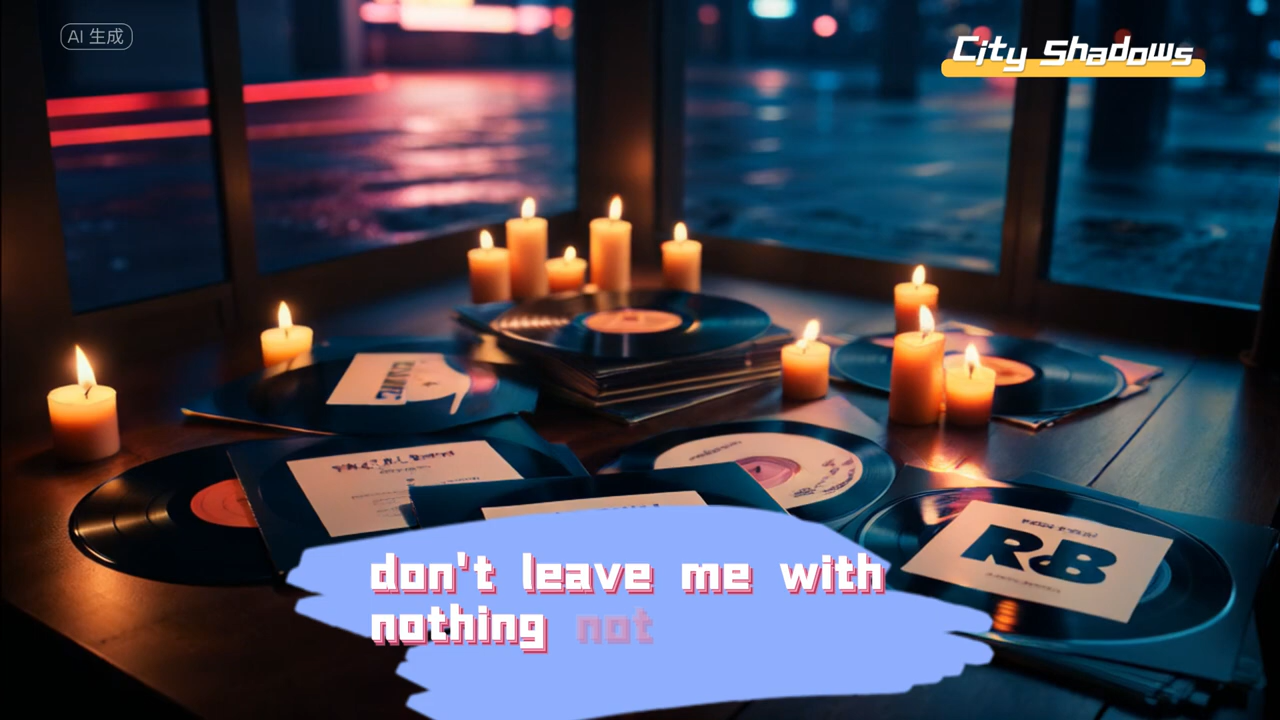 AI 生成
City Shadows
don't leave me with
nothing not
RB